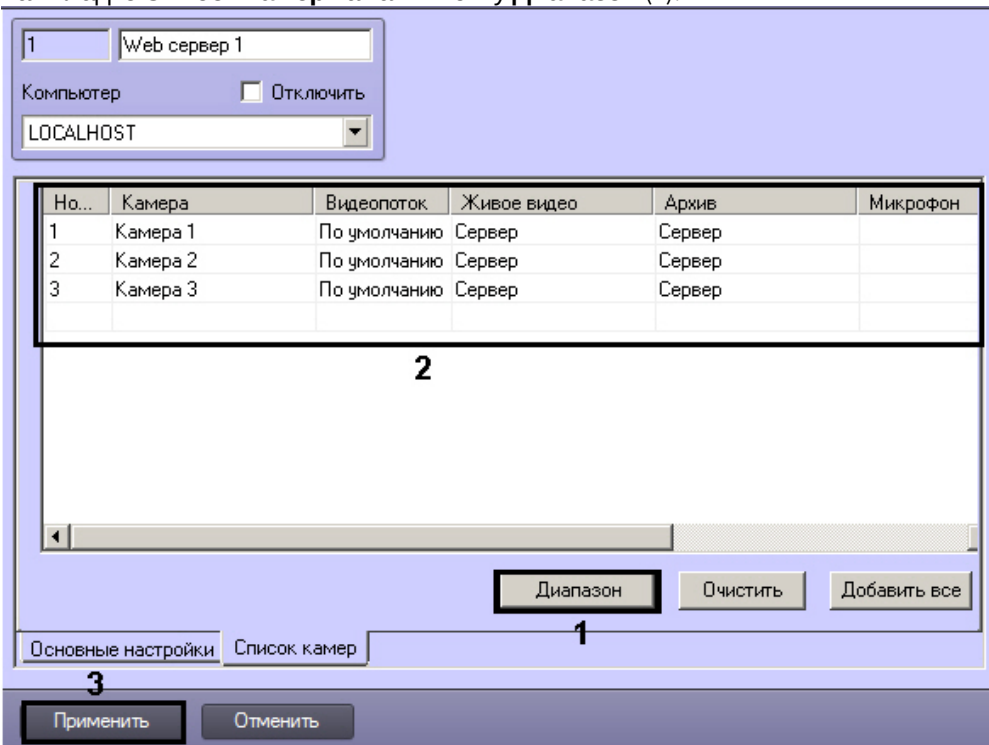 1 Web сервер 1
Компьютер Отключить
LOCALHOST
Но... Камера Видеопоток Живое видео Архив Микрофон
1 Камера 1 По умолчанию Сервер Сервер
2 Камера 2 По умолчанию Сервер Сервер
3 Камера 3 По умолчанию Сервер Сервер
2
Диапазон Очистить Добавить все
1
Основные настройки Список камер
3
Применить Отменить